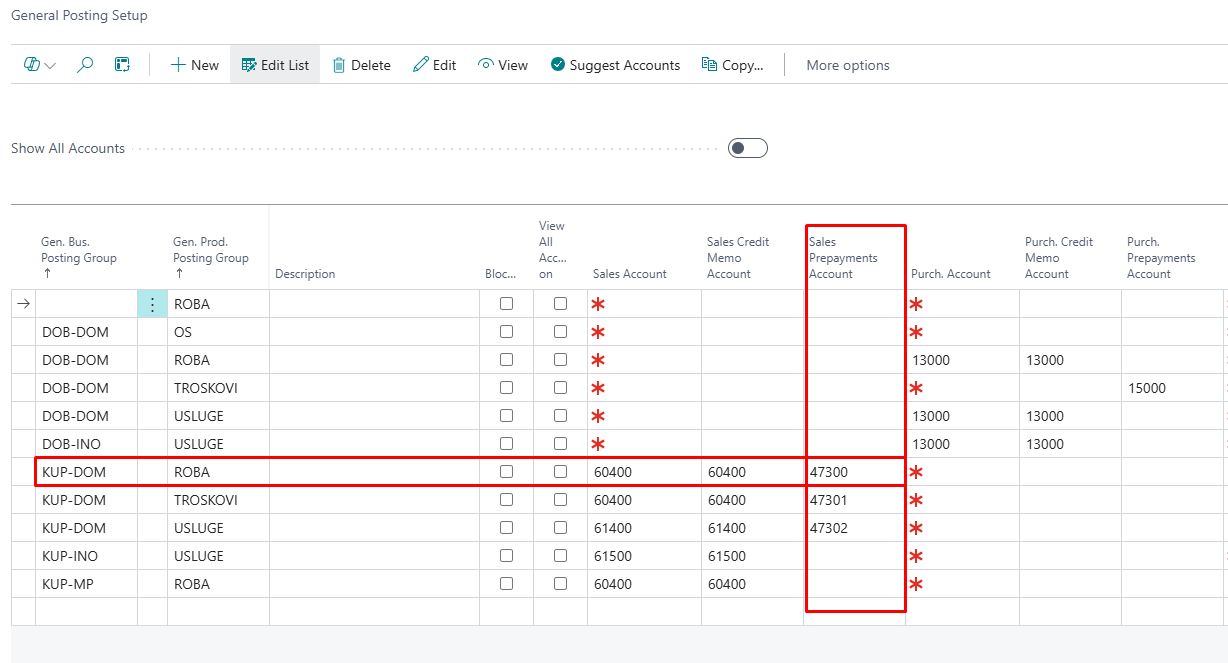 General Posting Setup
New Edit List Delete Edit View Suggest Accounts Copy... More options
Show All Accounts
Gen. Bus. Posting Group ↑ Gen. Prod. Posting Group ↑ Description Bloc... View All Acc... on Sales Account Sales Credit Memo Account Sales Prepayments Account Purch. Account Purch. Credit Memo Account Purch. Prepayments Account
→ ⋮ ROBA * *
DOB-DOM OS * *
DOB-DOM ROBA * 13000 13000
DOB-DOM TROSKOVI * * 15000
DOB-DOM USLUGE * 13000 13000
DOB-INO USLUGE * 13000 13000
KUP-DOM ROBA 60400 60400 47300 *
KUP-DOM TROSKOVI 60400 60400 47301 *
KUP-DOM USLUGE 61400 61400 47302 *
KUP-INO USLUGE 61500 61500 *
KUP-MP ROBA 60400 60400 *